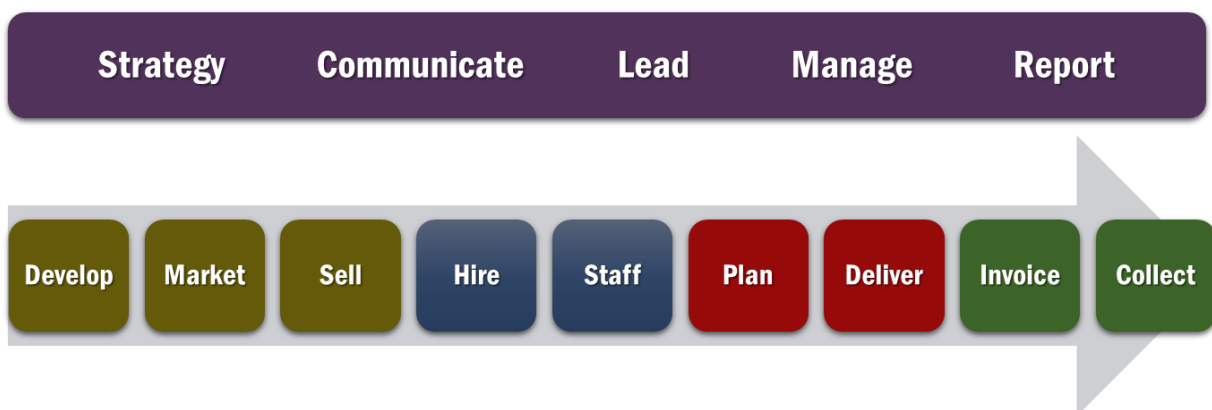 Strategy Communicate Lead Manage Report
Develop Market Sell Hire Staff Plan Deliver Invoice Collect